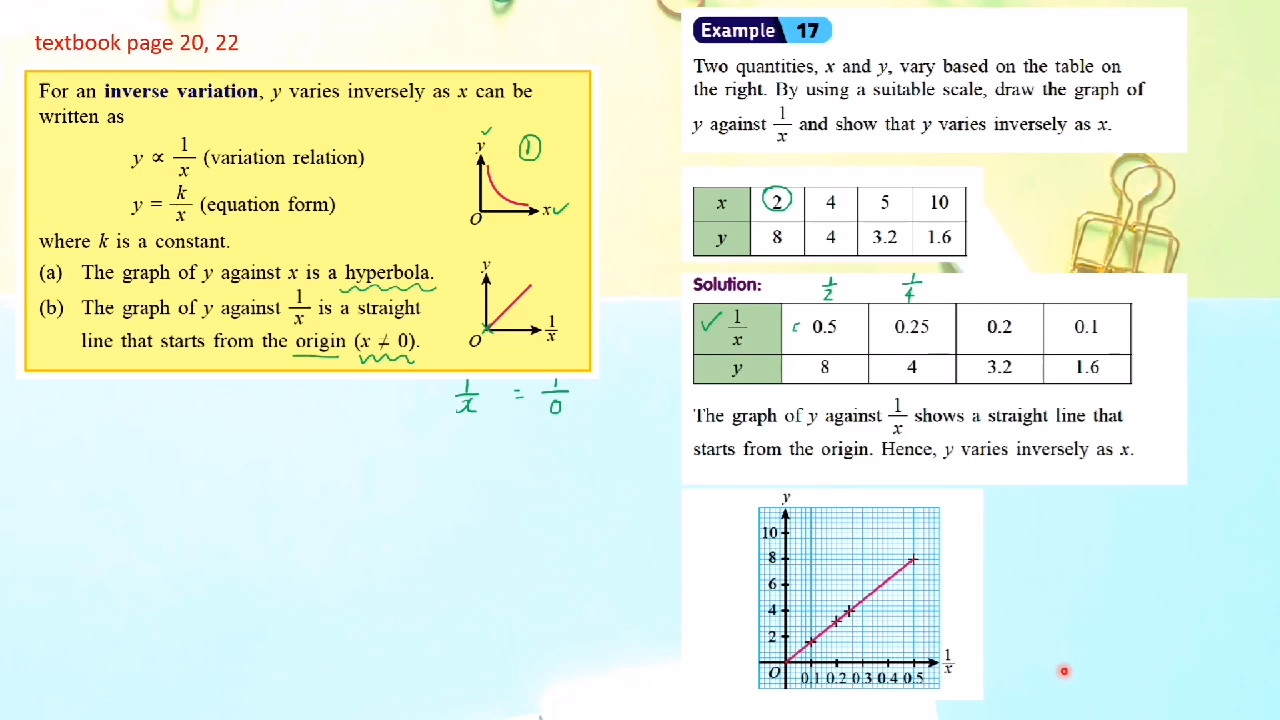 textbook page 20, 22
For an inverse variation, y varies inversely as x can be
written as
y ∝ 1/x (variation relation)
y = k/x (equation form)
where k is a constant.
(a) The graph of y against x is a hyperbola.
(b) The graph of y against 1/x is a straight
line that starts from the origin (x ≠ 0).
y
1
O
x
y
O
1/x
1/x = 1/0
Example 17
Two quantities, x and y, vary based on the table on
the right. By using a suitable scale, draw the graph of
y against 1/x and show that y varies inversely as x.
x 2 4 5 10
y 8 4 3.2 1.6
Solution:
1/2 1/4
1/x 0.5 0.25 0.2 0.1
y 8 4 3.2 1.6
The graph of y against 1/x shows a straight line that
starts from the origin. Hence, y varies inversely as x.
y
10
8
6
4
2
O 0.1 0.2 0.3 0.4 0.5
1/x